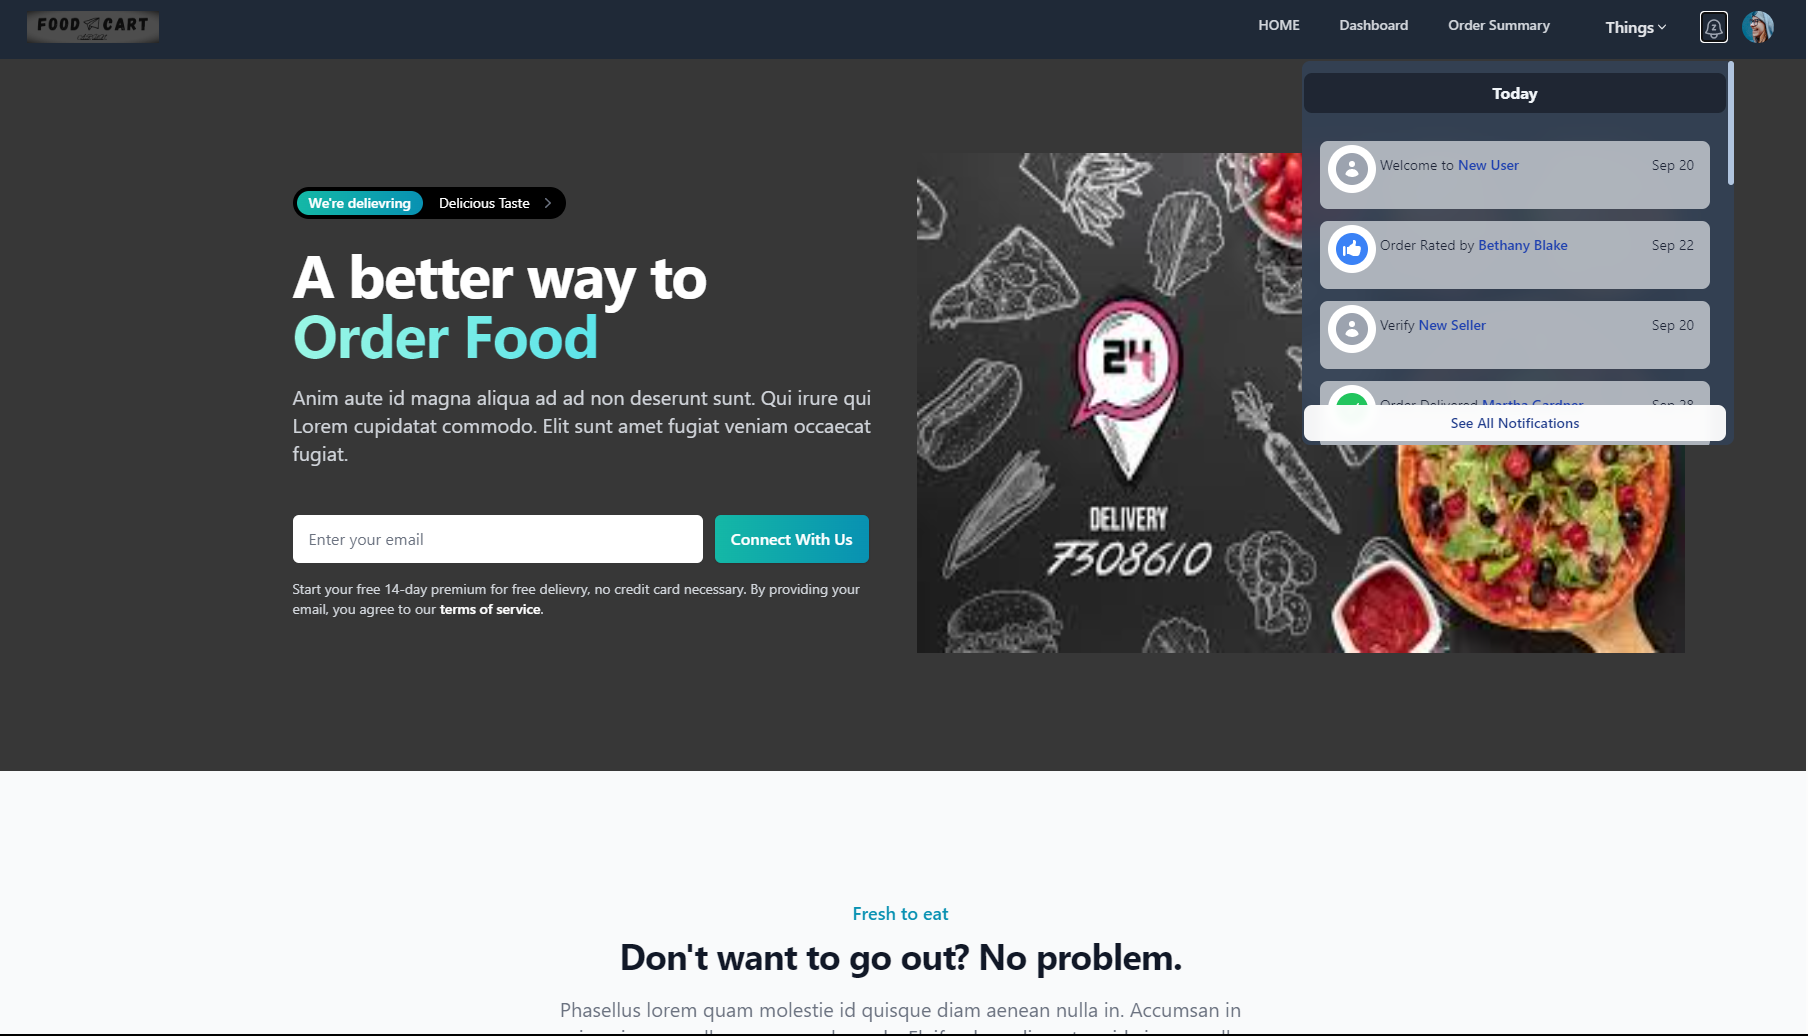 FOOD CART
HOME
Dashboard
Order Summary
Things
Today
Welcome to New User
Sep 20
Order Rated by Bethany Blake
Sep 22
Verify New Seller
Sep 20
Order Delivered Martha Gardner
Sep 28
See All Notifications
We're delievring
Delicious Taste
A better way to
Order Food
Anim aute id magna aliqua ad ad non deserunt sunt. Qui irure qui
Lorem cupidatat commodo. Elit sunt amet fugiat veniam occaecat
fugiat.
Enter your email
Connect With Us
Start your free 14-day premium for free delievry, no credit card necessary. By providing your
email, you agree to our terms of service.
24
DELIVERY
7308610
Fresh to eat
Don't want to go out? No problem.
Phasellus lorem quam molestie id quisque diam aenean nulla in. Accumsan in